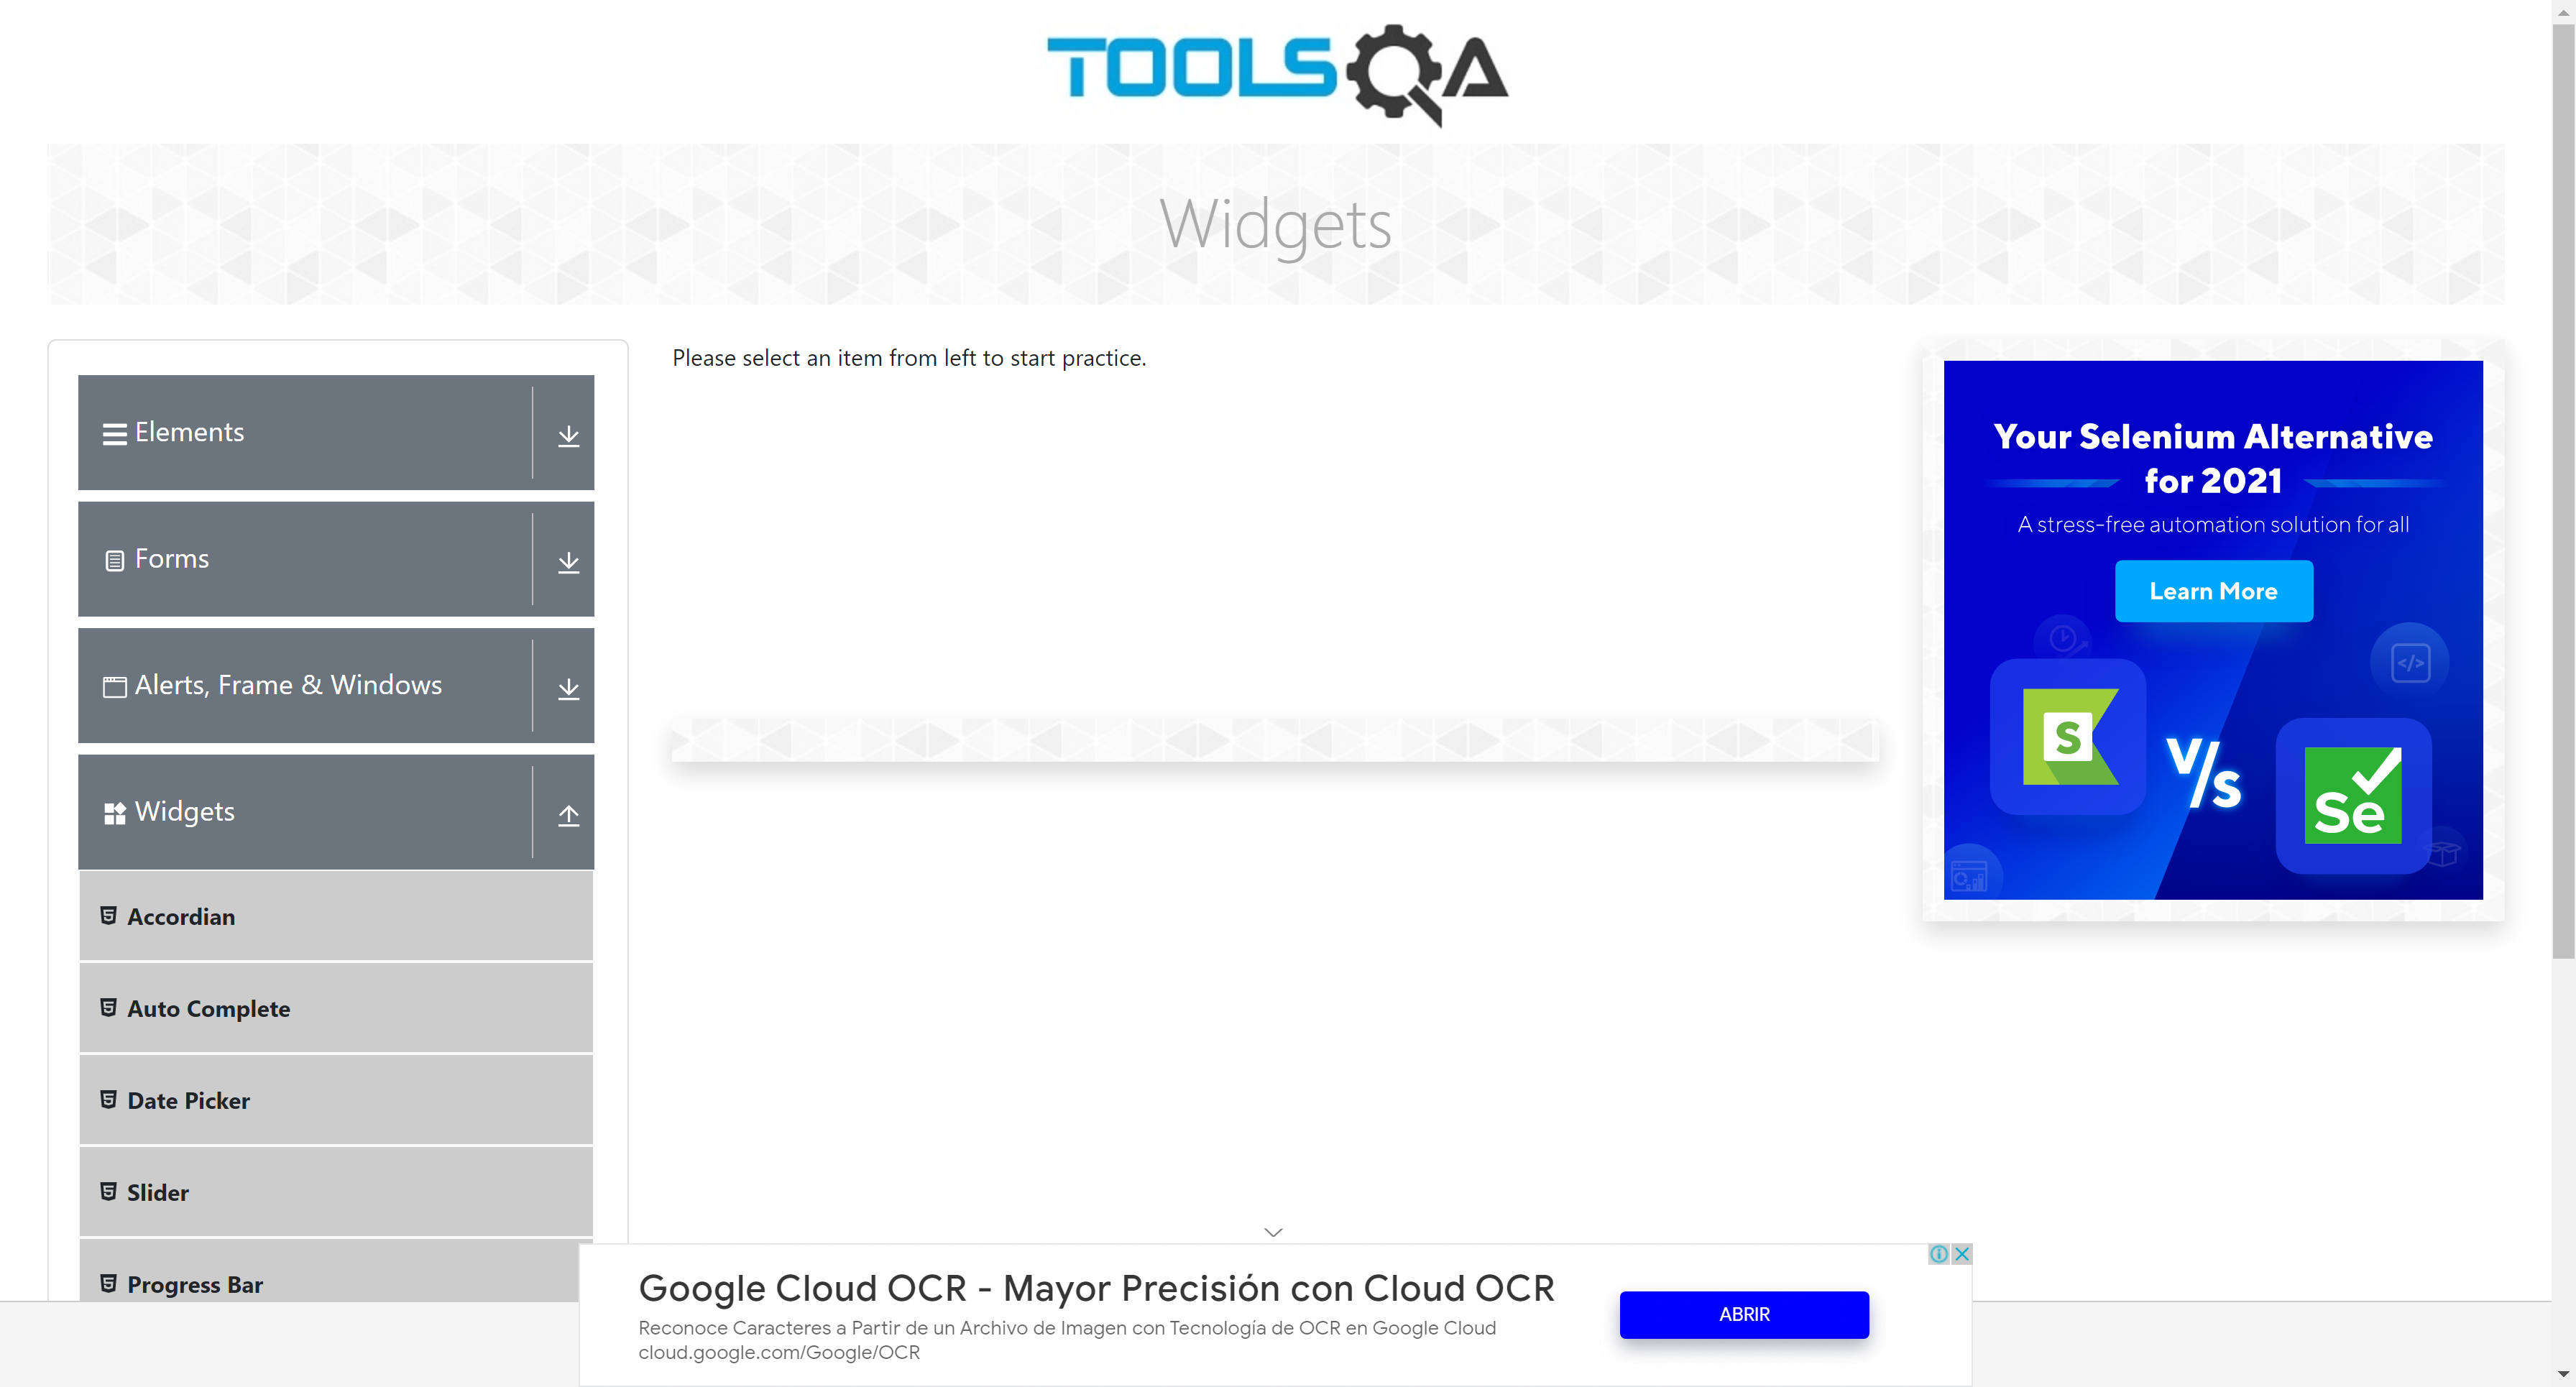 TOOLSQA
Widgets
Please select an item from left to start practice.
Elements
Forms
Alerts, Frame & Windows
Widgets
Accordian
Auto Complete
Date Picker
Slider
Progress Bar
Your Selenium Alternative
for 2021
A stress-free automation solution for all
Learn More
S
V/s
Se
Google Cloud OCR - Mayor Precisión con Cloud OCR
Reconoce Caracteres a Partir de un Archivo de Imagen con Tecnología de OCR en Google Cloud
cloud.google.com/Google/OCR
ABRIR